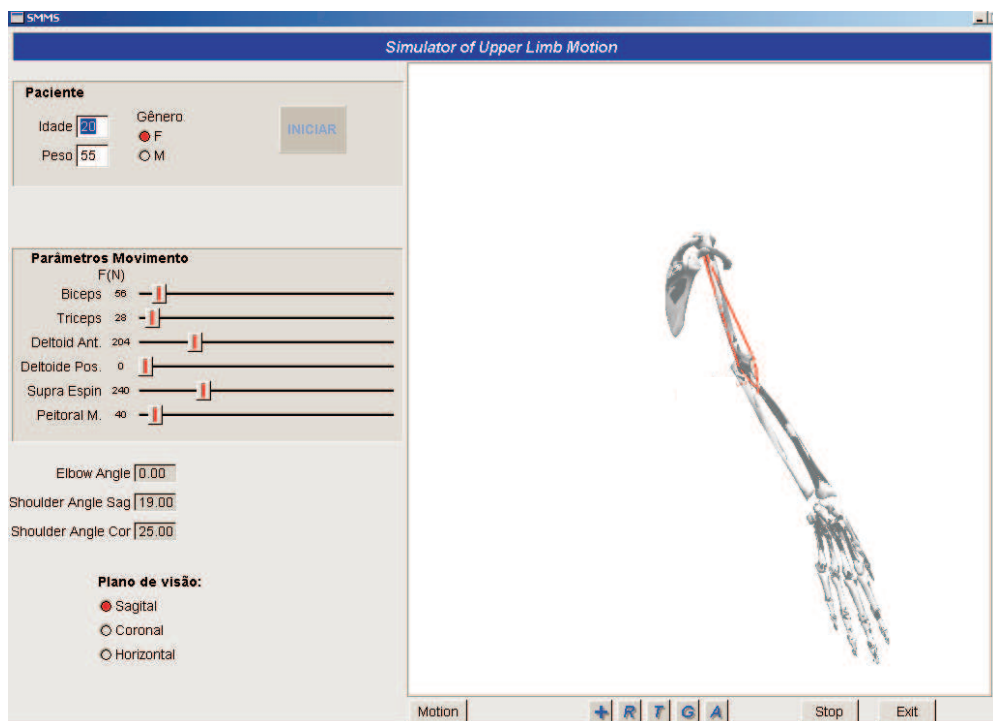 SMMS
Simulator of Upper Limb Motion
Paciente
Idade 20
Peso 55
Gênero
F
M
INICIAR
Parâmetros Movimento
F(N)
Biceps 56
Triceps 28
Deltoid Ant. 204
Deltoide Pos. 0
Supra Espin 240
Peitoral M. 40
Elbow Angle 0.00
Shoulder Angle Sag 19.00
Shoulder Angle Cor 25.00
Plano de visão:
Sagital
Coronal
Horizontal
Motion + R T G A Stop Exit